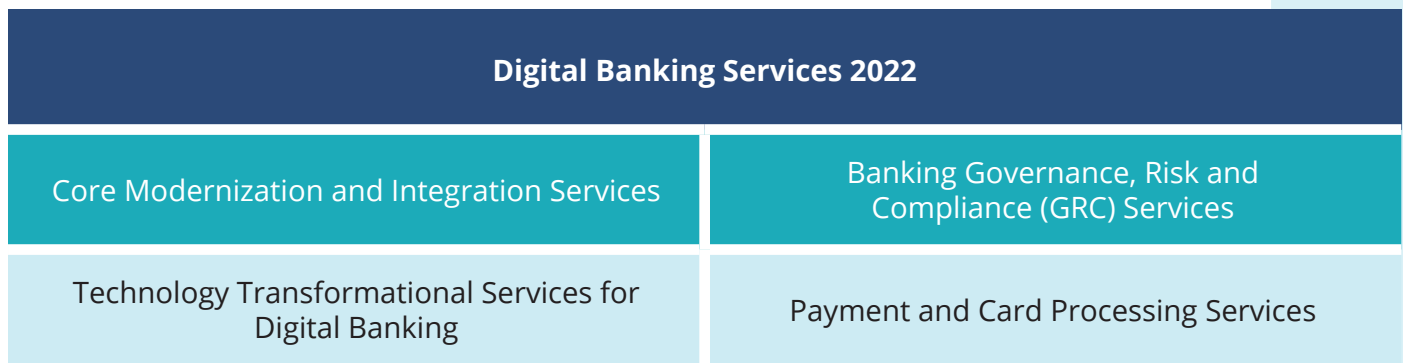 Digital Banking Services 2022
Core Modernization and Integration Services
Banking Governance, Risk and
Compliance (GRC) Services
Technology Transformational Services for
Digital Banking
Payment and Card Processing Services